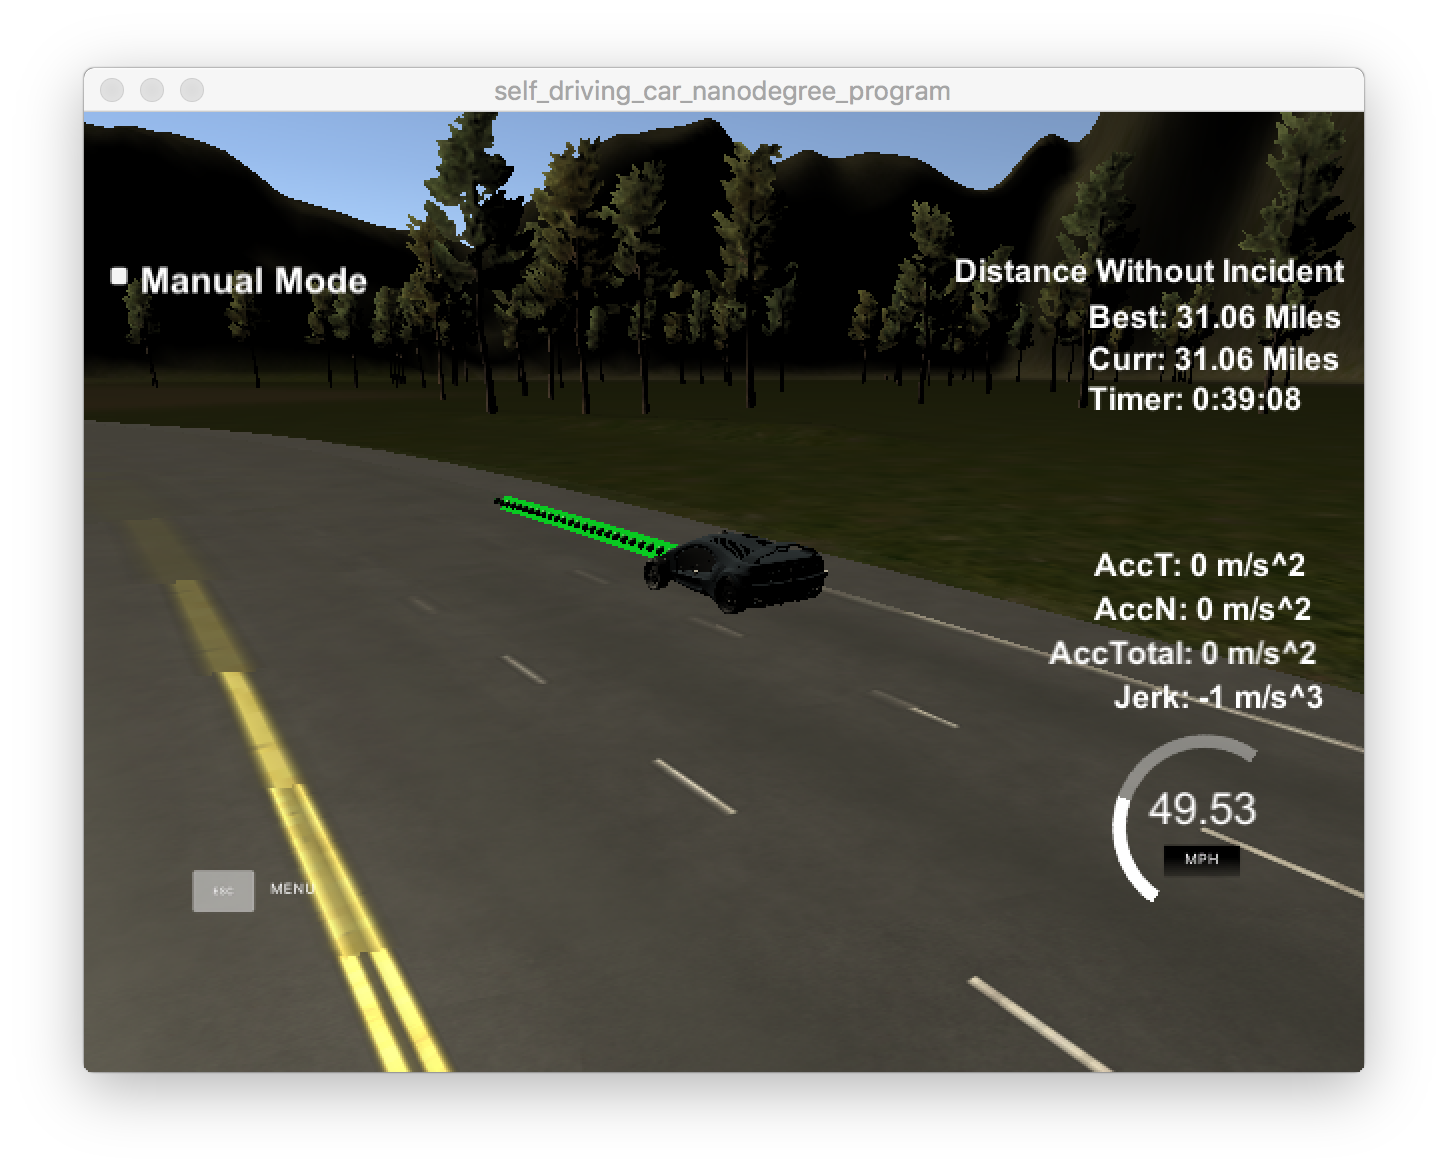 self_driving_car_nanodegree_program
Manual Mode
Distance Without Incident
Best: 31.06 Miles
Curr: 31.06 Miles
Timer: 0:39:08
AccT: 0 m/s^2
AccN: 0 m/s^2
AccTotal: 0 m/s^2
Jerk: -1 m/s^3
49.53
MPH
ESC MENU